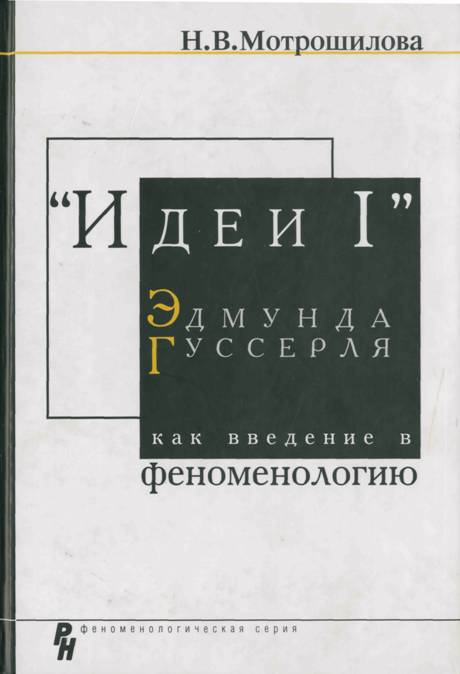 Н.В.Мотрошилова
"Идеи I"
Эдмунда
Гуссерля
как введение в
феноменологию
РН
феноменологическая серия